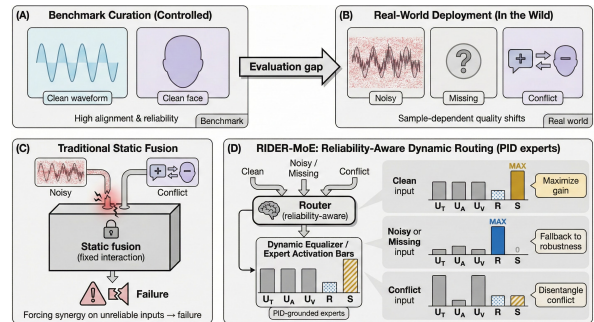 (A) Benchmark Curation (Controlled)
Clean waveform
Clean face
High alignment & reliability
Benchmark
Evaluation gap
(B) Real-World Deployment (In the Wild)
?
Noisy
Missing
Conflict
Sample-dependent quality shifts
Real world
(C) Traditional Static Fusion
Noisy
Conflict
Static fusion
(fixed interaction)
Failure
Forcing synergy on unreliable inputs → failure
(D) RIDER-MoE: Reliability-Aware Dynamic Routing (PID experts)
Clean
Noisy /
Missing
Conflict
Router
(reliability-aware)
Dynamic Equalizer /
Expert Activation Bars
U_T U_A U_V R S
PID-grounded experts
Clean
input
MAX
U_T U_A U_V R S
Maximize
gain
Noisy or
Missing
input
MAX
0
U_T U_A U_V R S
Fallback to
robustness
Conflict
input
U_T U_A U_V R S
Disentangle
conflict